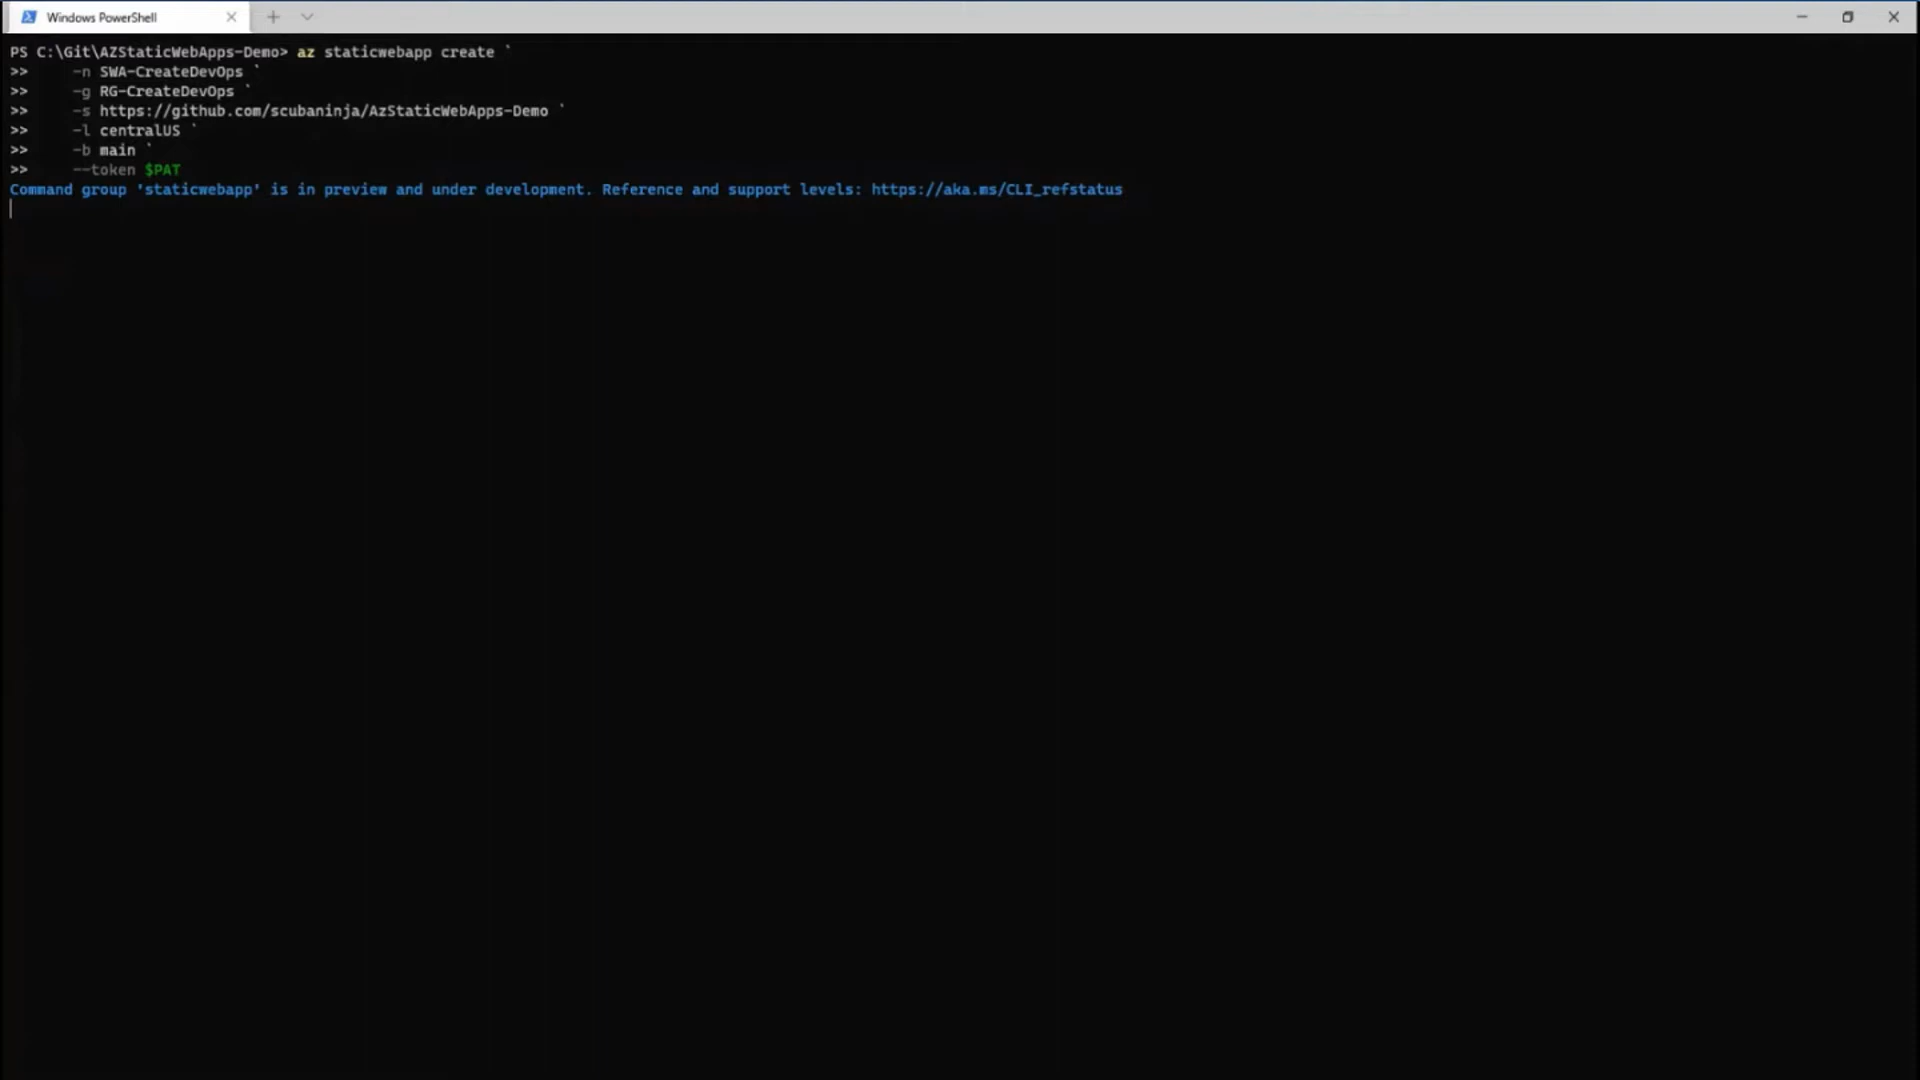 Windows PowerShell
PS C:\Git\AZStaticWebApps-Demo> az staticwebapp create `
>>     -n SWA-CreateDevOps `
>>     -g RG-CreateDevOps `
>>     -s https://github.com/scubaninja/AzStaticWebApps-Demo `
>>     -l centralUS `
>>     -b main `
>>     --token $PAT
Command group 'staticwebapp' is in preview and under development. Reference and support levels: https://aka.ms/CLI_refstatus